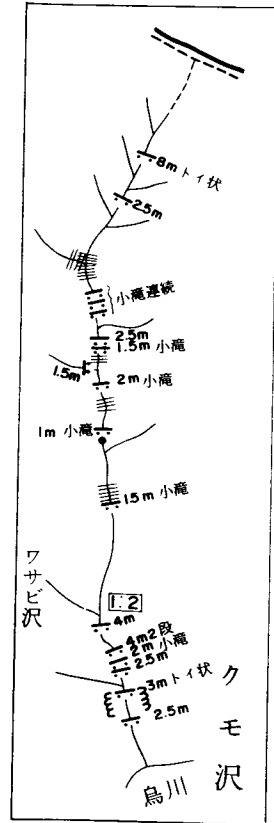 8m トイ状
2.5m
小滝連続
2.5m
1.5m 小滝
1.5m
2m 小滝
1m 小滝
1.5m 小滝
ワサビ沢
1:2
4m
4m2段
2m 小滝
2.5m
3m トイ状
2.5m
クモ沢
鳥川